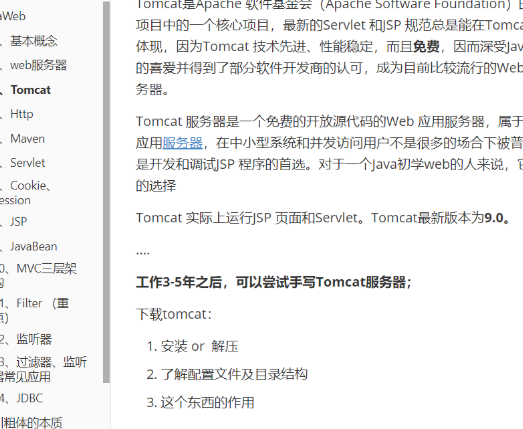 aWeb
、基本概念
、web服务器
、Tomcat
、Http
、Maven
、Servlet
、Cookie、
ession
、JSP
、JavaBean
0、MVC三层架
1、Filter （重
点）
2、监听器
3、过滤器、监听
器常见应用
4、JDBC
粗体的本质
Tomcat是Apache 软件基金会（Apache Software Foundation）
项目中的一个核心项目，最新的Servlet 和JSP 规范总是能在Tomca
体现，因为Tomcat 技术先进、性能稳定，而且免费，因而深受Jav
的喜爱并得到了部分软件开发商的认可，成为目前比较流行的Web
务器。
Tomcat 服务器是一个免费的开放源代码的Web 应用服务器，属于
应用服务器，在中小型系统和并发访问用户不是很多的场合下被普
是开发和调试JSP 程序的首选。对于一个Java初学web的人来说，它
的选择
Tomcat 实际上运行JSP 页面和Servlet。Tomcat最新版本为9.0。
....
工作3-5年之后，可以尝试手写Tomcat服务器；
下载tomcat：
1. 安装 or 解压
2. 了解配置文件及目录结构
3. 这个东西的作用